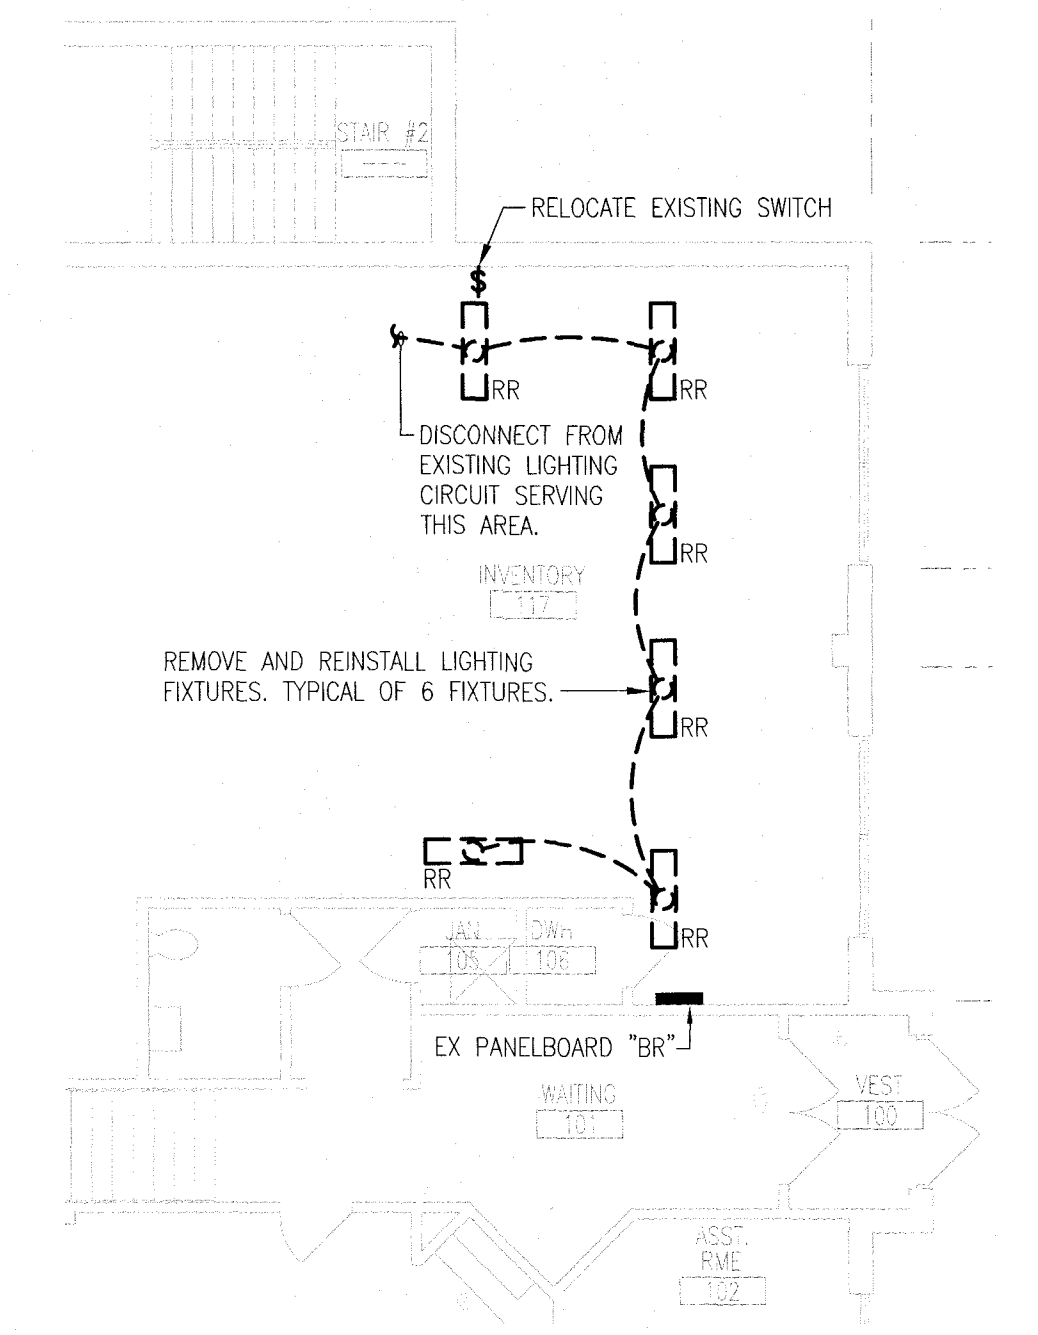 STAIR #2
RELOCATE EXISTING SWITCH
$
RR
RR
DISCONNECT FROM
EXISTING LIGHTING
CIRCUIT SERVING
THIS AREA.
RR
INVENTORY
117
REMOVE AND REINSTALL LIGHTING
FIXTURES. TYPICAL OF 6 FIXTURES.
RR
RR
JAN.
105
DWH
106
RR
EX PANELBOARD "BR"
WAITING
101
VEST
100
ASST.
RME
102